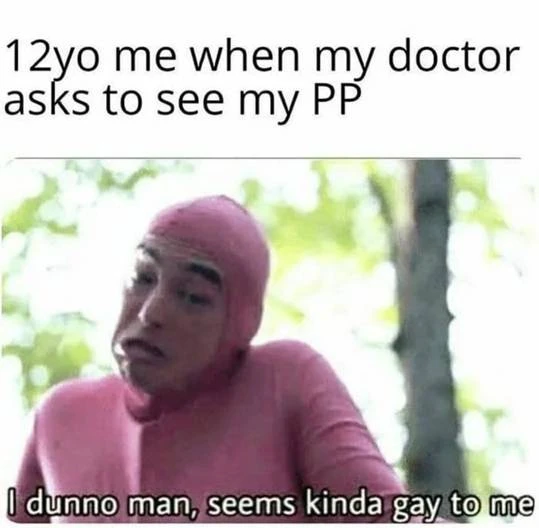 12yo me when my doctor
asks to see my PP
I dunno man, seems kinda gay to me